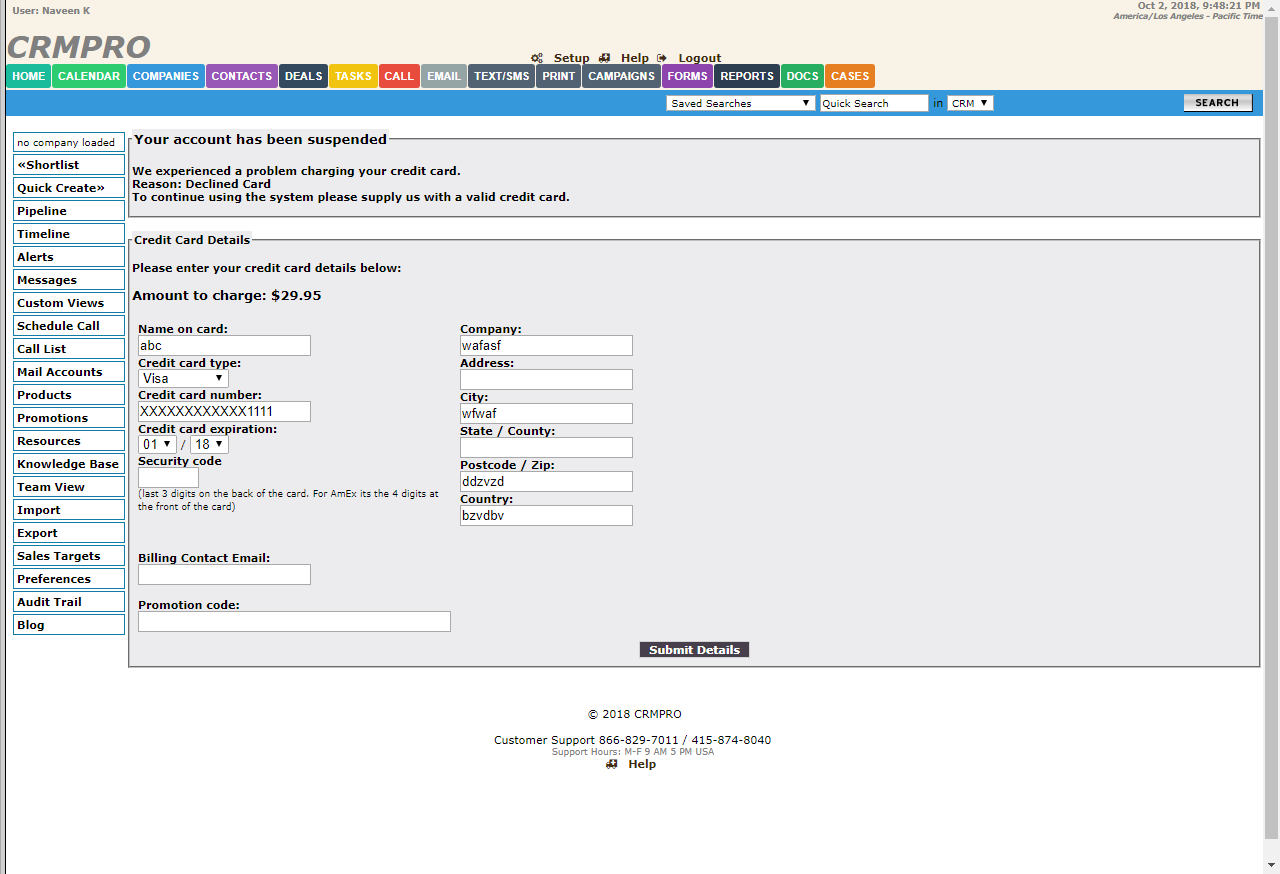 User: Naveen K
Oct 2, 2018, 9:48:21 PM
America/Los Angeles - Pacific Time
CRMPRO
Setup Help Logout
HOME CALENDAR COMPANIES CONTACTS DEALS TASKS CALL EMAIL TEXT/SMS PRINT CAMPAIGNS FORMS REPORTS DOCS CASES
Saved Searches Quick Search in CRM SEARCH
no company loaded
«Shortlist
Quick Create»
Pipeline
Timeline
Alerts
Messages
Custom Views
Schedule Call
Call List
Mail Accounts
Products
Promotions
Resources
Knowledge Base
Team View
Import
Export
Sales Targets
Preferences
Audit Trail
Blog
Your account has been suspended
We experienced a problem charging your credit card.
Reason: Declined Card
To continue using the system please supply us with a valid credit card.
Credit Card Details
Please enter your credit card details below:
Amount to charge: $29.95
Name on card:
abc
Credit card type:
Visa
Credit card number:
XXXXXXXXXXXX1111
Credit card expiration:
01 / 18
Security code
(last 3 digits on the back of the card. For AmEx its the 4 digits at
the front of the card)
Company:
wafasf
Address:
City:
wfwaf
State / County:
Postcode / Zip:
ddzvzd
Country:
bzvdbv
Billing Contact Email:
Promotion code:
Submit Details
© 2018 CRMPRO
Customer Support 866-829-7011 / 415-874-8040
Support Hours: M-F 9 AM 5 PM USA
Help